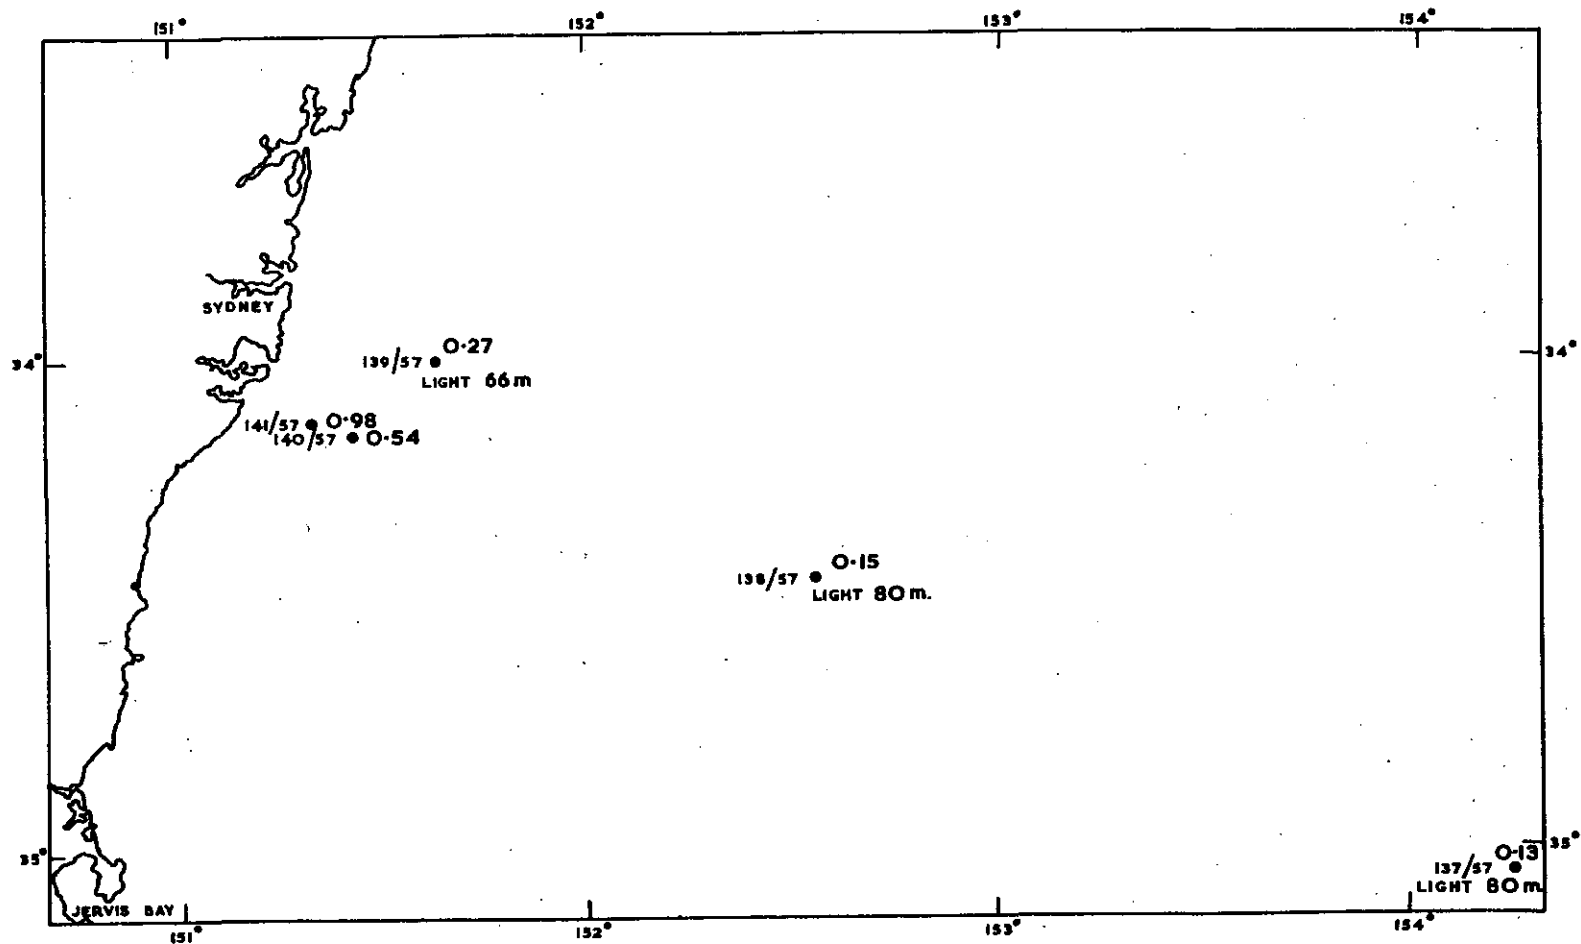 151° 152° 153° 154°
SYDNEY
34° 139/57 0·27 34°
LIGHT 66m
141/57 0·98
140/57 0·54
138/57 0·15
LIGHT 80m.
35° 35°
137/57 0·13
LIGHT 80m
JERVIS BAY
151° 152° 153° 154°